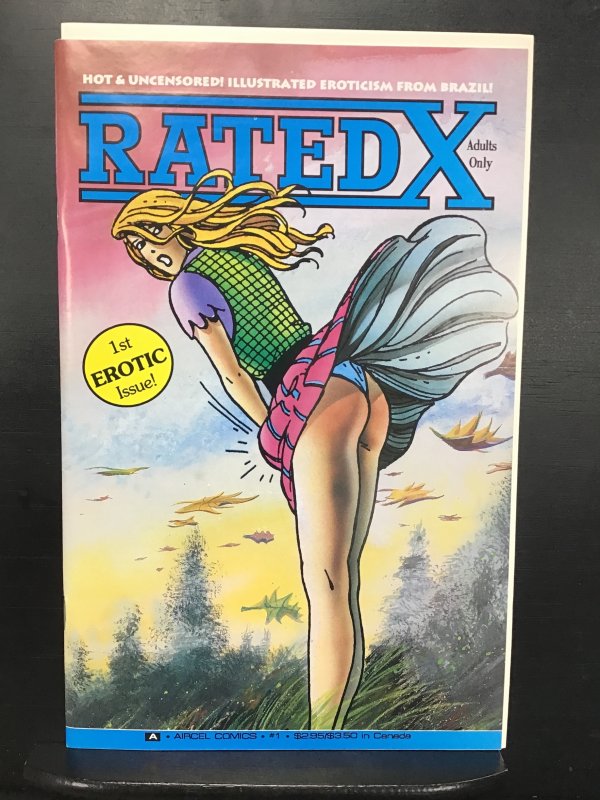 HOT & UNCENSORED! ILLUSTRATED EROTICISM FROM BRAZIL!
RATED X
Adults
Only
1st
EROTIC
Issue!
A • AIRCEL COMICS • #1 • $2.95/$3.50 in Canada